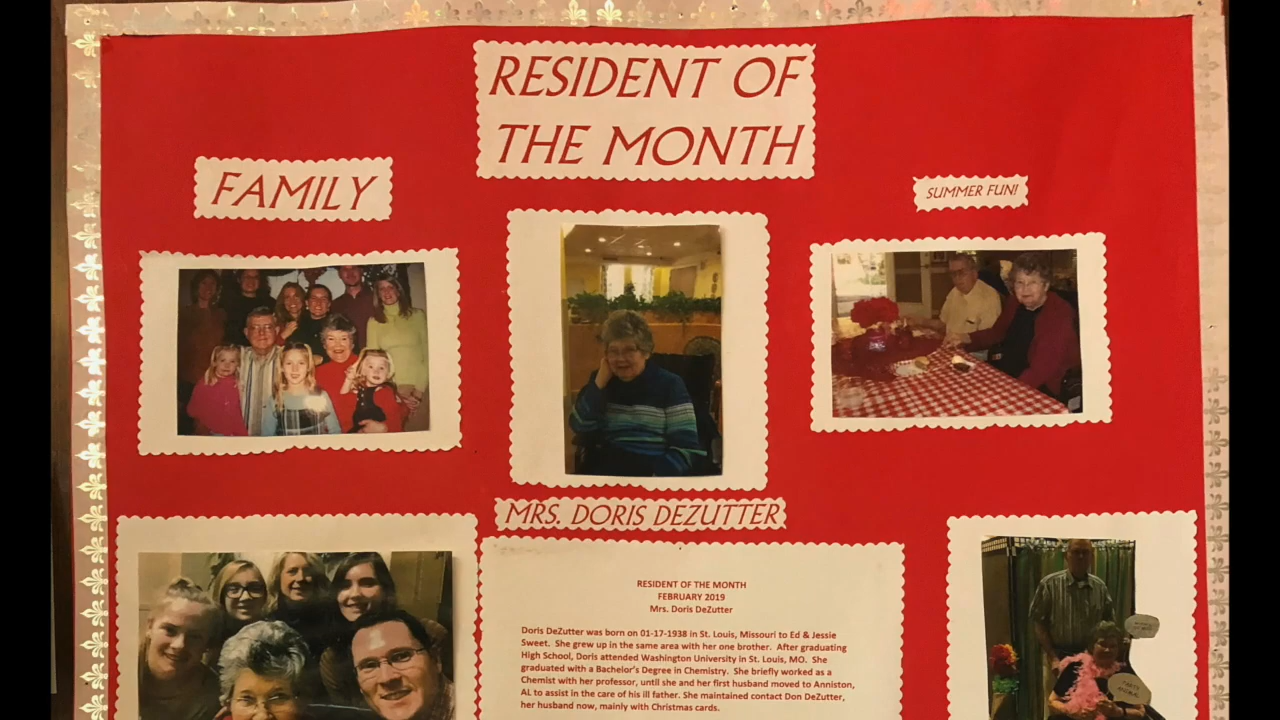 RESIDENT OF
THE MONTH
FAMILY
SUMMER FUN!
MRS. DORIS DEZUTTER
RESIDENT OF THE MONTH
FEBRUARY 2019
Mrs. Doris DeZutter
Doris DeZutter was born on 01-17-1938 in St. Louis, Missouri to Ed & Jessie
Sweet. She grew up in the same area with her one brother. After graduating
High School, Doris attended Washington University in St. Louis, MO. She
graduated with a Bachelor's Degree in Chemistry. She briefly worked as a
Chemist with her professor, until she and her first husband moved to Anniston,
AL to assist in the care of his ill father. She maintained contact Don DeZutter,
her husband now, mainly with Christmas cards.